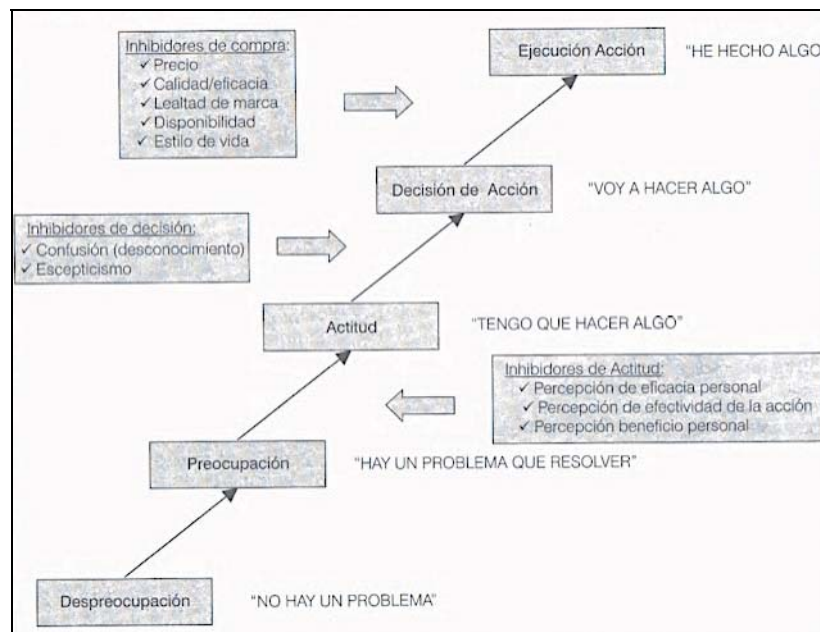 Inhibidores de compra:
✓ Precio
✓ Calidad/eficacia
✓ Lealtad de marca
✓ Disponibilidad
✓ Estilo de vida
Ejecución Acción
"HE HECHO ALGO
Decisión de Acción
"VOY A HACER ALGO"
Inhibidores de decisión:
✓ Confusión (desconocimiento)
✓ Escepticismo
Actitud
"TENGO QUE HACER ALGO"
Inhibidores de Actitud:
✓ Percepción de eficacia personal
✓ Percepción de efectividad de la acción
✓ Percepción beneficio personal
Preocupación
"HAY UN PROBLEMA QUE RESOLVER"
Despreocupación
"NO HAY UN PROBLEMA"